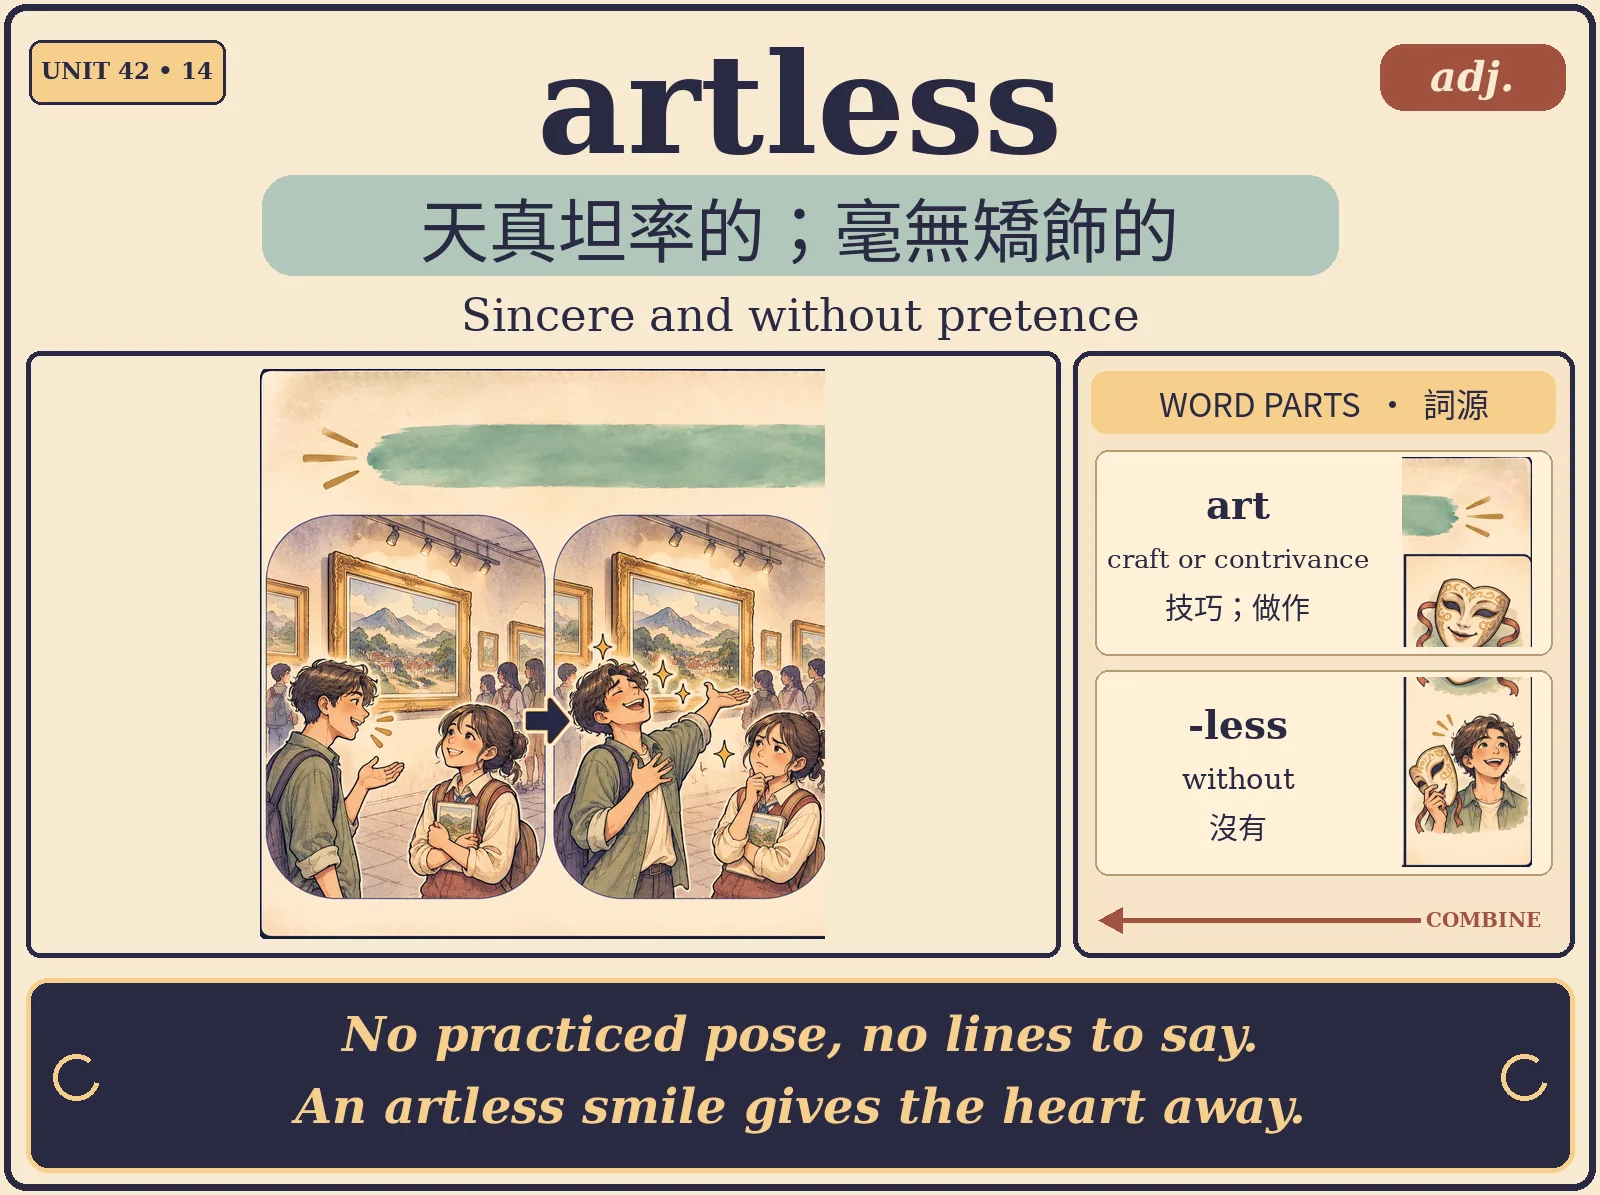 UNIT 42 • 14
artless
adj.
天真坦率的；毫無矯飾的
Sincere and without pretence
WORD PARTS ・ 詞源
art
craft or contrivance
技巧；做作
-less
without
沒有
COMBINE
No practiced pose, no lines to say.
An artless smile gives the heart away.